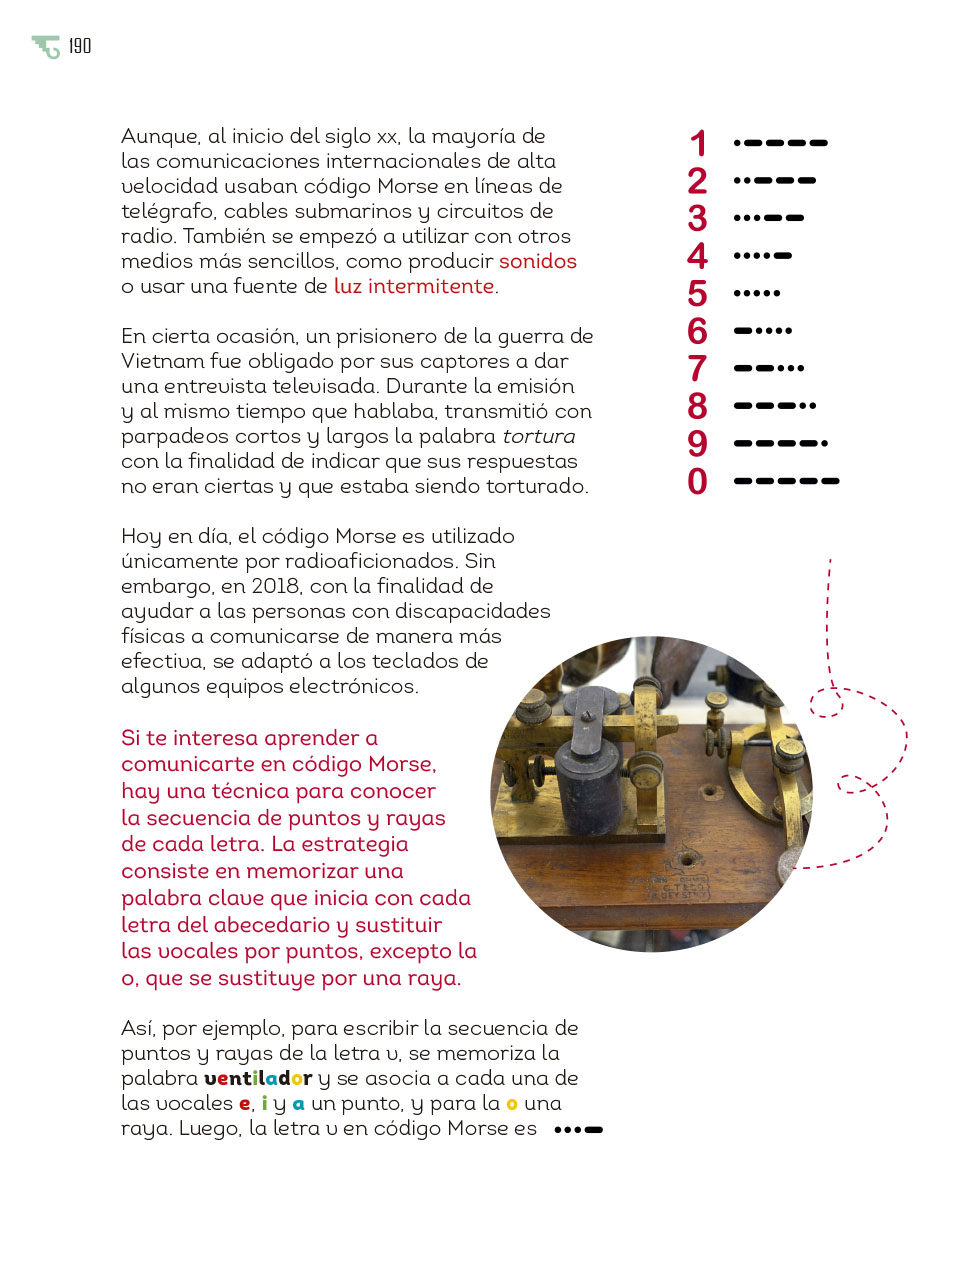 190
Aunque, al inicio del siglo xx, la mayoría de
las comunicaciones internacionales de alta
velocidad usaban código Morse en líneas de
telégrafo, cables submarinos y circuitos de
radio. También se empezó a utilizar con otros
medios más sencillos, como producir sonidos
o usar una fuente de luz intermitente.
En cierta ocasión, un prisionero de la guerra de
Vietnam fue obligado por sus captores a dar
una entrevista televisada. Durante la emisión
y al mismo tiempo que hablaba, transmitió con
parpadeos cortos y largos la palabra tortura
con la finalidad de indicar que sus respuestas
no eran ciertas y que estaba siendo torturado.
Hoy en día, el código Morse es utilizado
únicamente por radioaficionados. Sin
embargo, en 2018, con la finalidad de
ayudar a las personas con discapacidades
físicas a comunicarse de manera más
efectiva, se adaptó a los teclados de
algunos equipos electrónicos.
Si te interesa aprender a
comunicarte en código Morse,
hay una técnica para conocer
la secuencia de puntos y rayas
de cada letra. La estrategia
consiste en memorizar una
palabra clave que inicia con cada
letra del abecedario y sustituir
las vocales por puntos, excepto la
o, que se sustituye por una raya.
Así, por ejemplo, para escribir la secuencia de
puntos y rayas de la letra v, se memoriza la
palabra ventilador y se asocia a cada una de
las vocales e, i y a un punto, y para la o una
raya. Luego, la letra v en código Morse es •••—
1 •————
2 ••———
3 •••——
4 ••••—
5 •••••
6 —••••
7 ——•••
8 ———••
9 ————•
0 —————